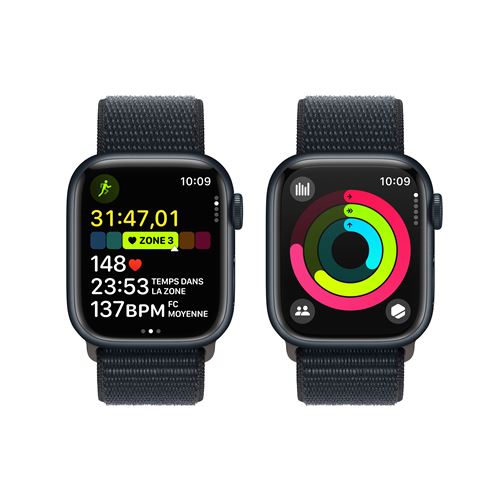 10:09
31:47,01
ZONE 3
148
23:53 TEMPS DANS
LA ZONE
137BPM FC
MOYENNE
10:09